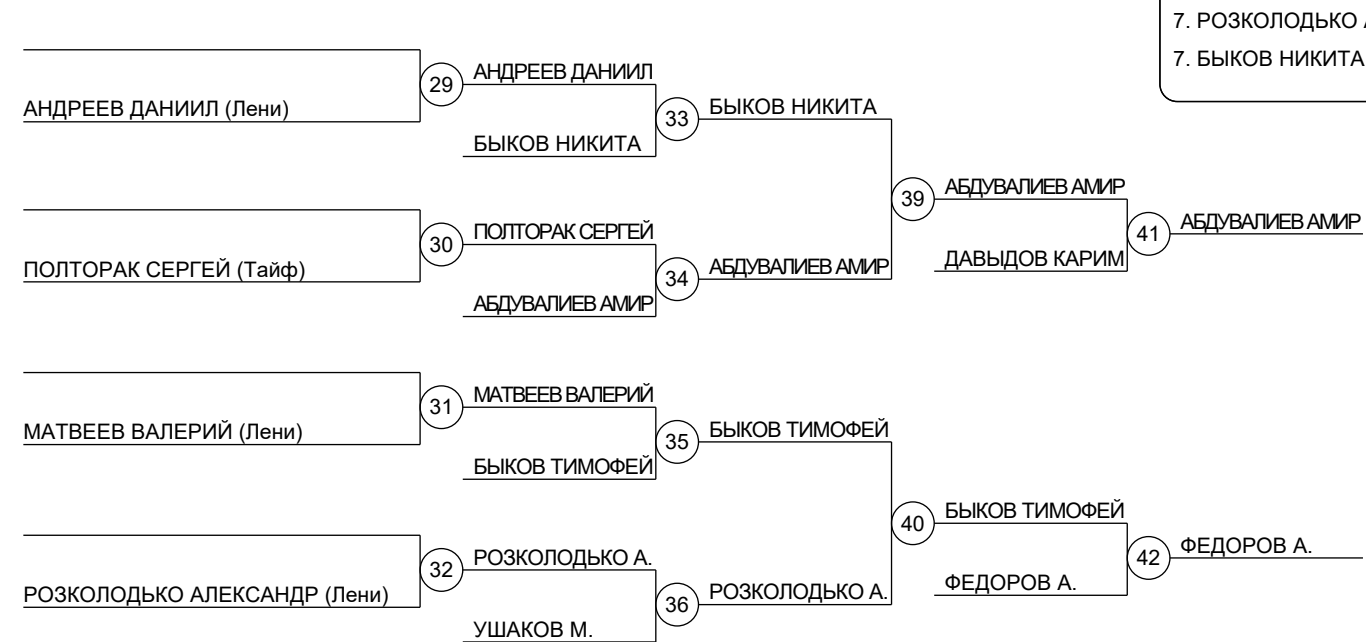 7. РОЗКОЛОДЬКО
7. БЫКОВ НИКИТА
29
АНДРЕЕВ ДАНИИЛ
АНДРЕЕВ ДАНИИЛ (Лени)
33
БЫКОВ НИКИТА
БЫКОВ НИКИТА
39
АБДУВАЛИЕВ АМИР
30
ПОЛТОРАК СЕРГЕЙ
41
АБДУВАЛИЕВ АМИР
ПОЛТОРАК СЕРГЕЙ (Тайф)
34
АБДУВАЛИЕВ АМИР
ДАВЫДОВ КАРИМ
АБДУВАЛИЕВ АМИР
31
МАТВЕЕВ ВАЛЕРИЙ
МАТВЕЕВ ВАЛЕРИЙ (Лени)
35
БЫКОВ ТИМОФЕЙ
БЫКОВ ТИМОФЕЙ
40
БЫКОВ ТИМОФЕЙ
32
РОЗКОЛОДЬКО А.
42
ФЕДОРОВ А.
РОЗКОЛОДЬКО АЛЕКСАНДР (Лени)
36
РОЗКОЛОДЬКО А.
ФЕДОРОВ А.
УШАКОВ М.